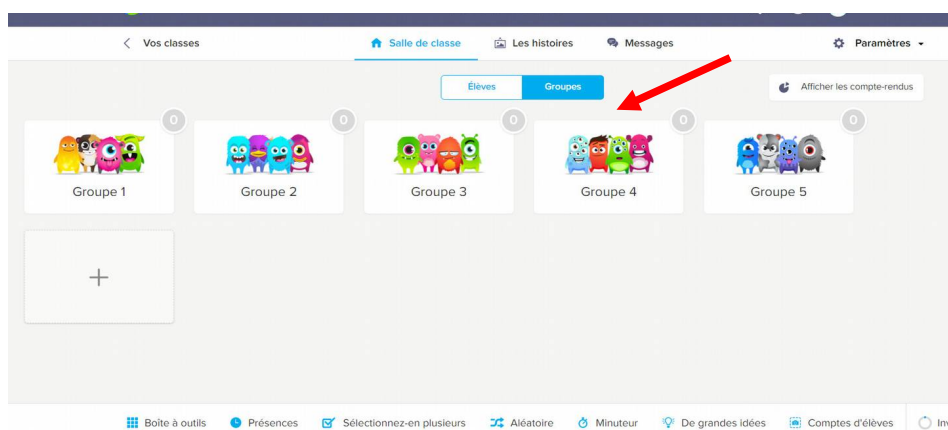 Vos classes Salle de classe Les histoires Messages Paramètres
Élèves Groupes Afficher les compte-rendus
0 0 0 0 0
Groupe 1 Groupe 2 Groupe 3 Groupe 4 Groupe 5
Boîte à outils Présences Sélectionnez-en plusieurs Aléatoire Minuteur De grandes idées Comptes d'élèves